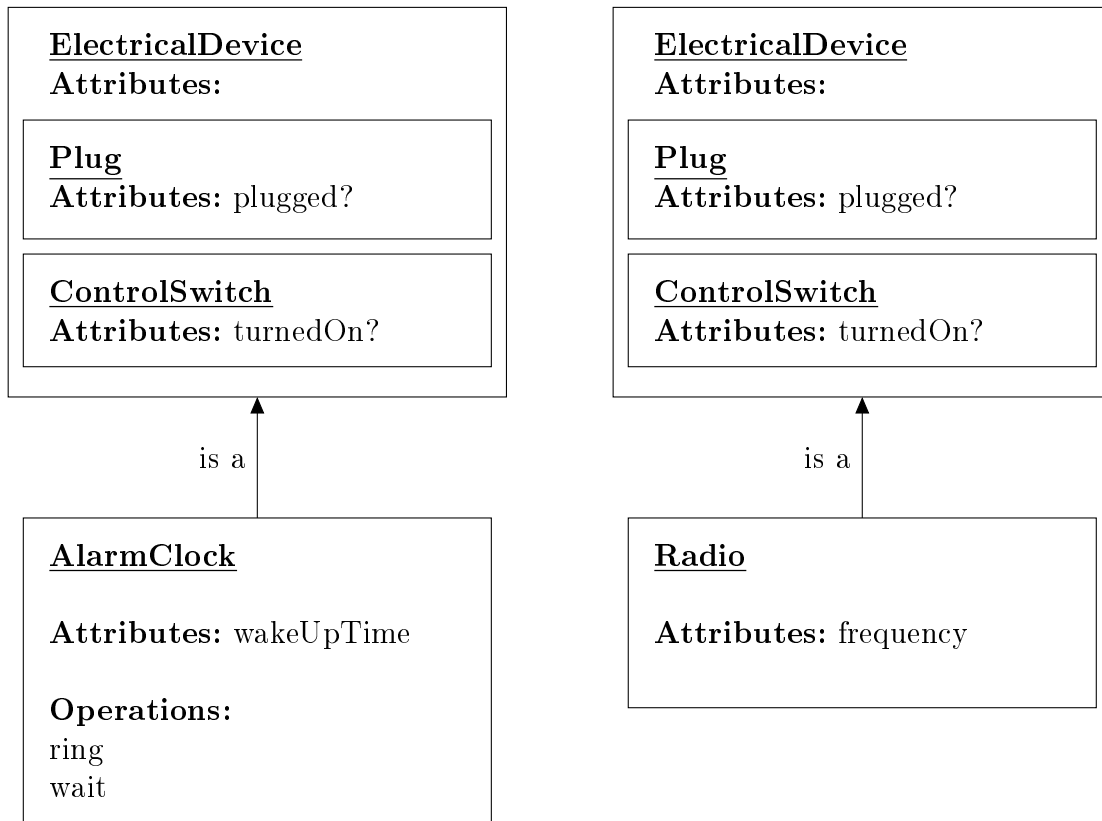 ElectricalDevice
Attributes:
Plug
Attributes: plugged?
ControlSwitch
Attributes: turnedOn?
is a
AlarmClock
Attributes: wakeUpTime
Operations:
ring
wait
ElectricalDevice
Attributes:
Plug
Attributes: plugged?
ControlSwitch
Attributes: turnedOn?
is a
Radio
Attributes: frequency